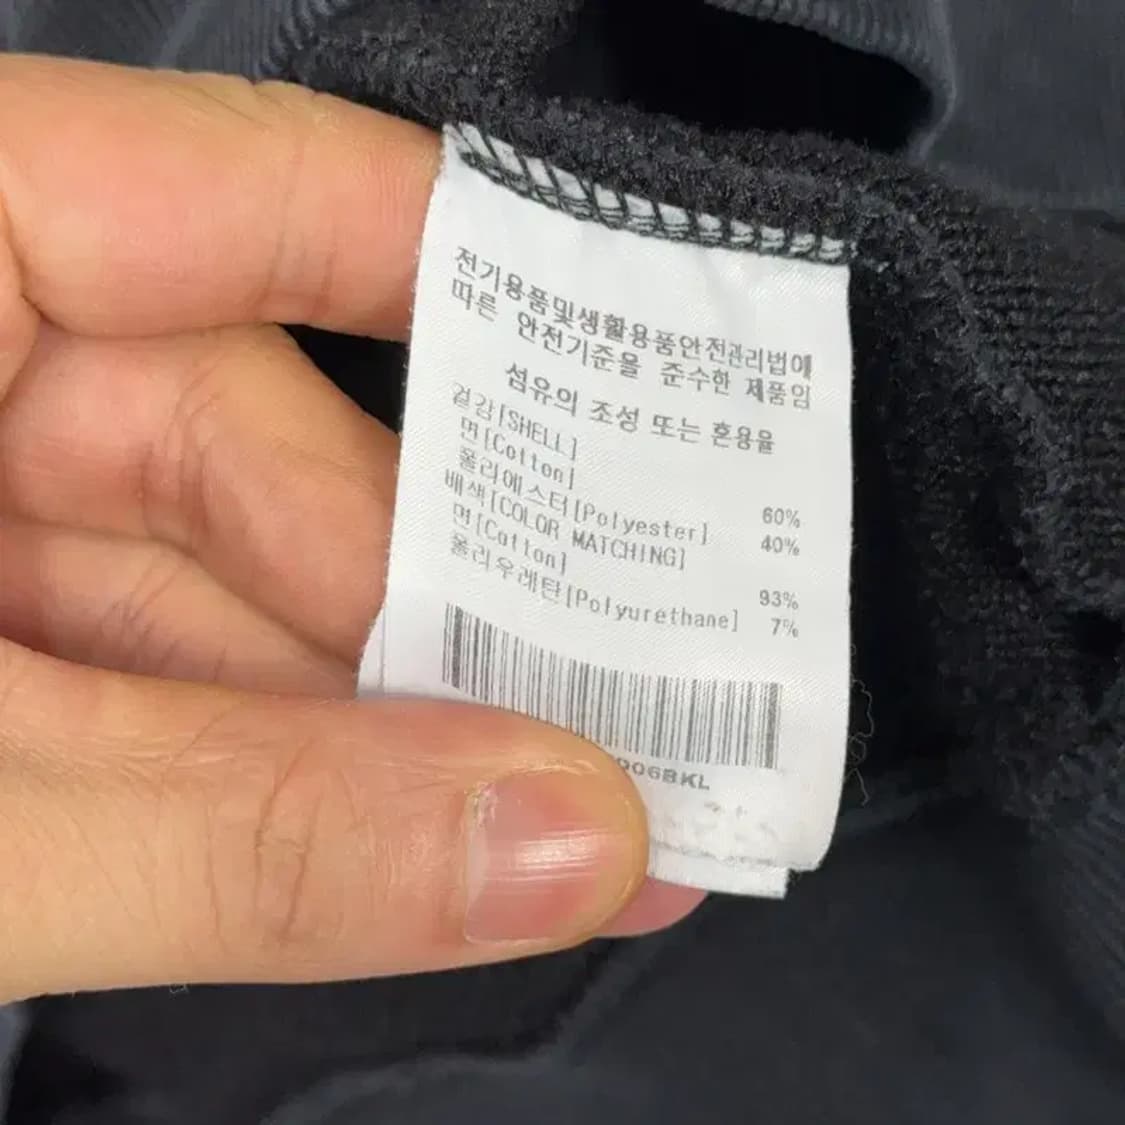 전기용품및생활용품안전관리법에
따른 안전기준을 준수한 제품임
섬유의 조성 또는 혼용율
겉감[SHELL]
면[Cotton] 60%
폴리에스터[Polyester] 40%
배색[COLOR MATCHING]
면[Cotton] 93%
폴리우레탄[Polyurethane] 7%
006BKL